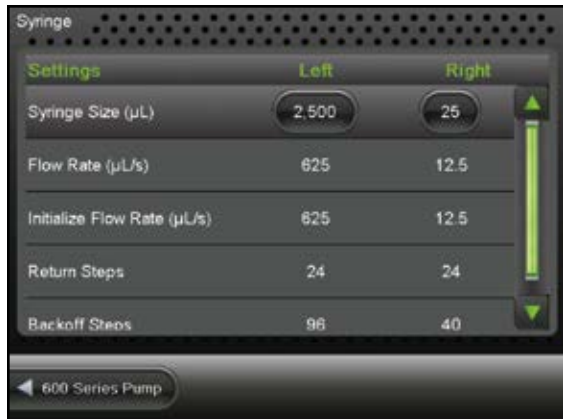 Syringe
Settings Left Right
Syringe Size (µL) 2,500 25
Flow Rate (µL/s) 625 12.5
Initialize Flow Rate (µL/s) 625 12.5
Return Steps 24 24
Backoff Steps 96 40
600 Series Pump